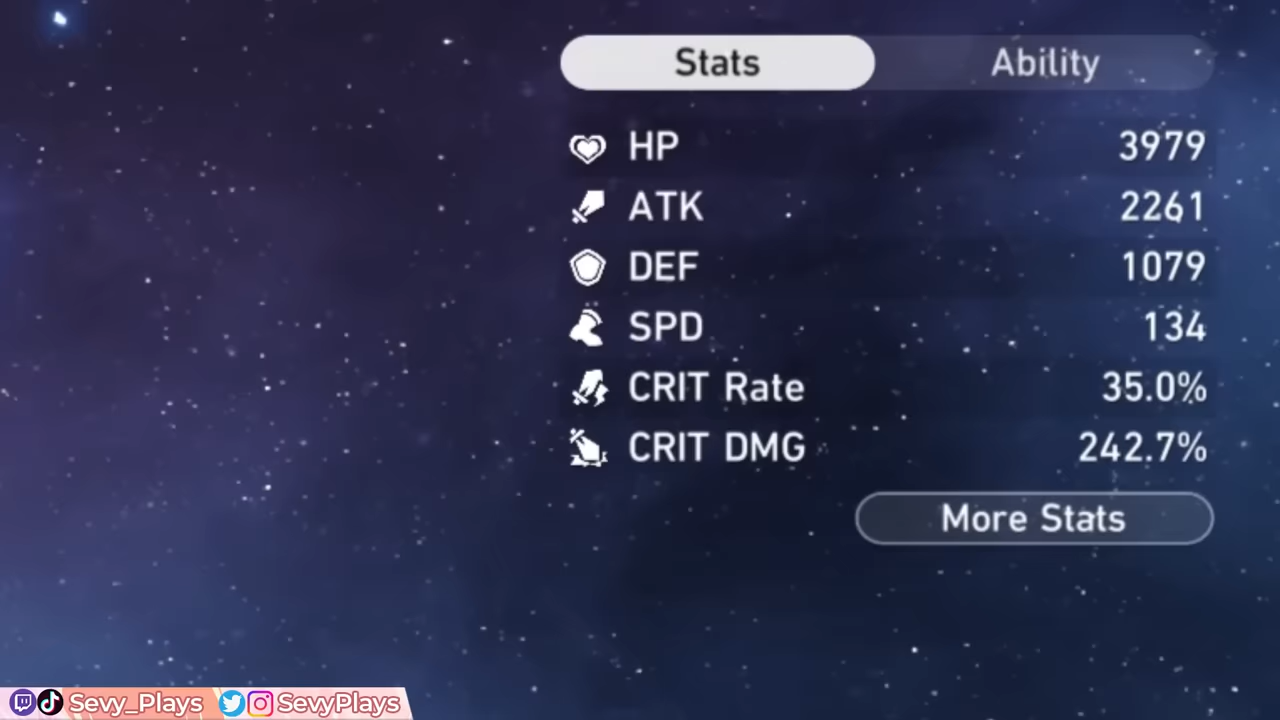 Stats Ability
HP 3979
ATK 2261
DEF 1079
SPD 134
CRIT Rate 35.0%
CRIT DMG 242.7%
More Stats
Sevy_Plays SevyPlays